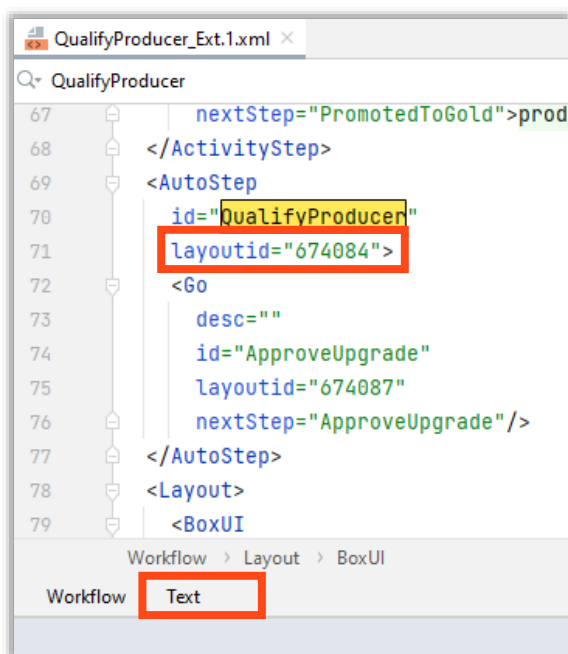 QualifyProducer_Ext.1.xml
QualifyProducer
67 nextStep="PromotedToGold">prod
68 </ActivityStep>
69 <AutoStep
70 id="QualifyProducer"
71 layoutid="674084">
72 <Go
73 desc=""
74 id="ApproveUpgrade"
75 layoutid="674087"
76 nextStep="ApproveUpgrade"/>
77 </AutoStep>
78 <Layout>
79 <BoxUI
Workflow > Layout > BoxUI
Workflow Text